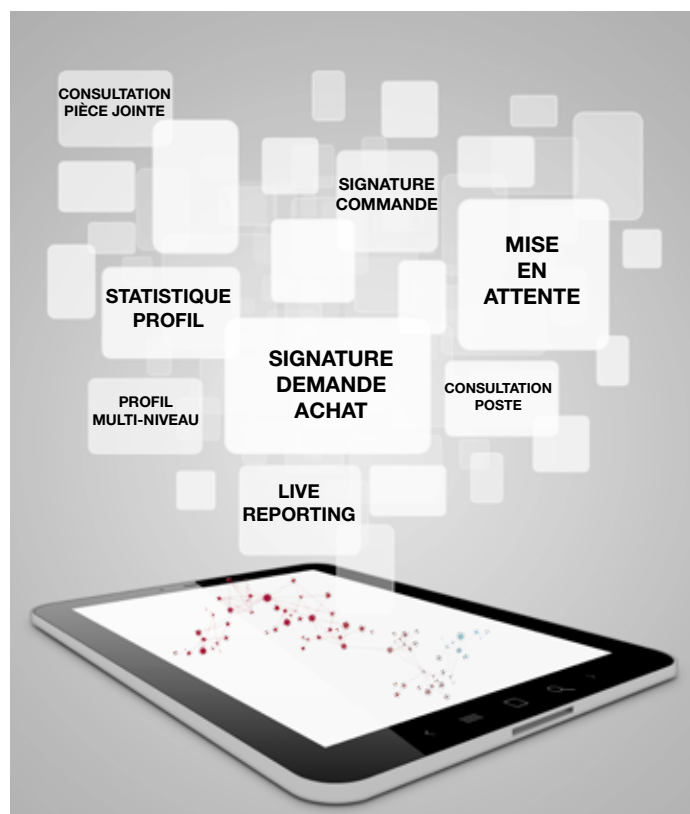 CONSULTATION
PIÈCE JOINTE
SIGNATURE
COMMANDE
MISE
EN
ATTENTE
STATISTIQUE
PROFIL
SIGNATURE
DEMANDE
ACHAT
CONSULTATION
POSTE
PROFIL
MULTI-NIVEAU
LIVE
REPORTING